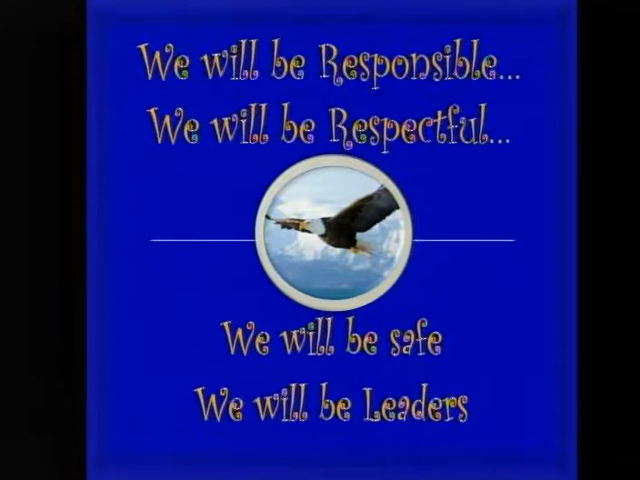 We will be Responsible...
We will be Respectful...
We will be safe
We will be Leaders